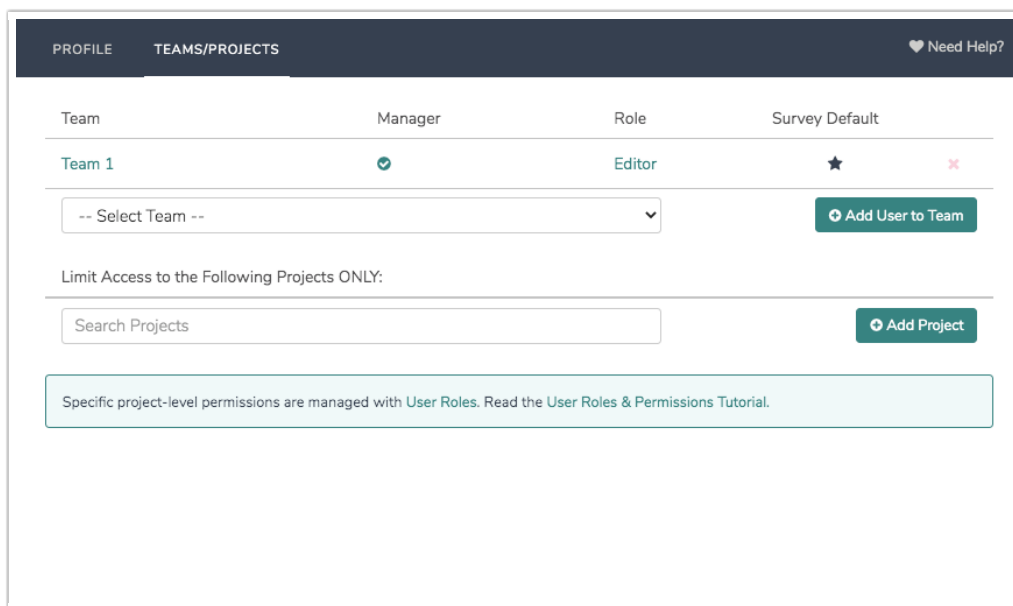 PROFILE TEAMS/PROJECTS Need Help?
Team Manager Role Survey Default
Team 1 Editor
-- Select Team -- Add User to Team
Limit Access to the Following Projects ONLY:
Search Projects Add Project
Specific project-level permissions are managed with User Roles. Read the User Roles & Permissions Tutorial.